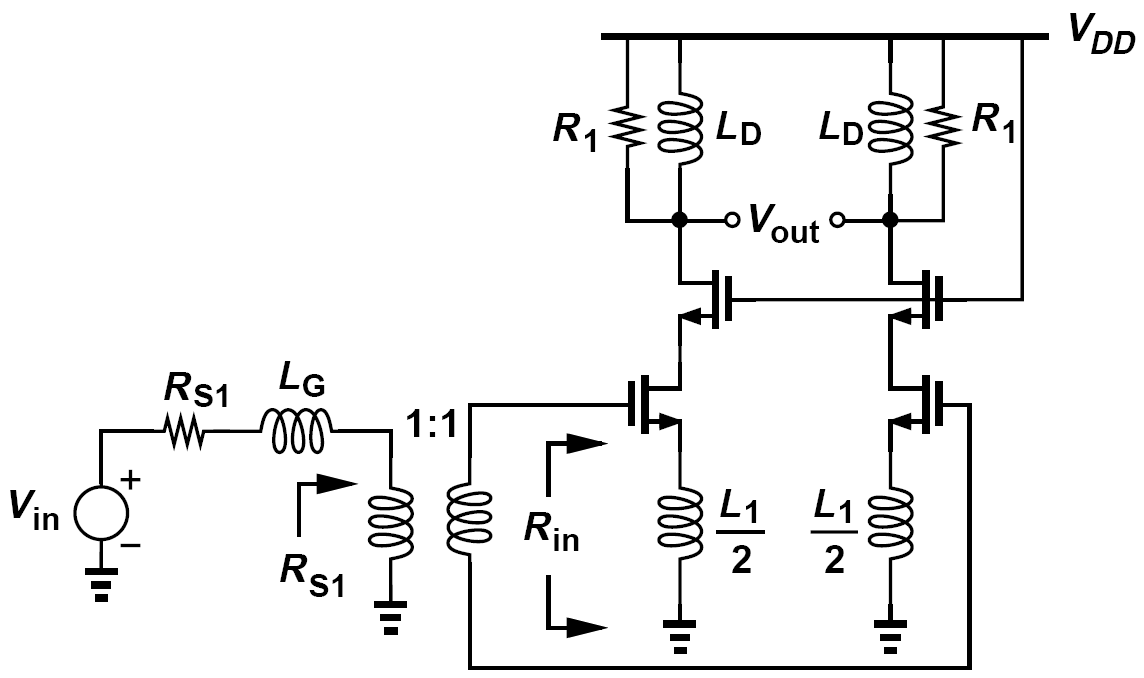 V_DD
R_1 L_D L_D R_1
V_out
R_S1 L_G
1:1
V_in + −
R_S1
R_in
L_1/2 L_1/2